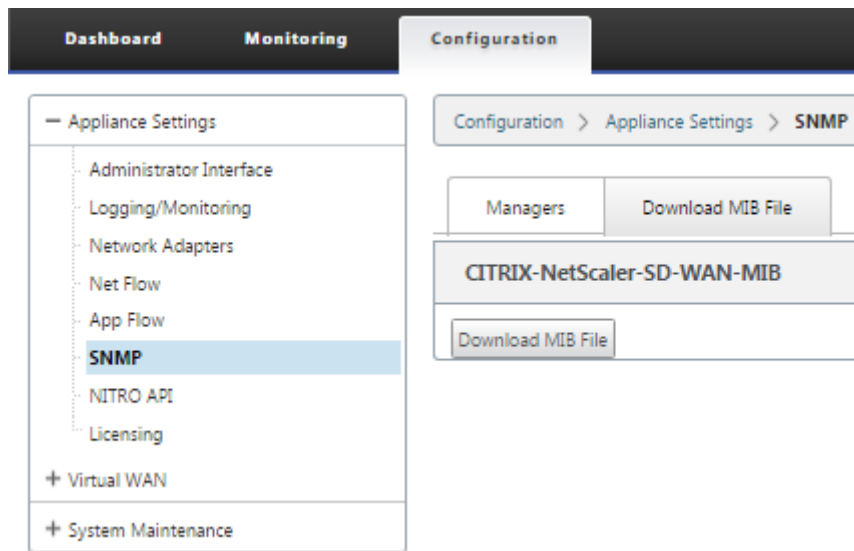 Dashboard Monitoring Configuration
— Appliance Settings
Administrator Interface
Logging/Monitoring
Network Adapters
Net Flow
App Flow
SNMP
NITRO API
Licensing
+ Virtual WAN
+ System Maintenance
Configuration > Appliance Settings > SNMP
Managers Download MIB File
CITRIX-NetScaler-SD-WAN-MIB
Download MIB File